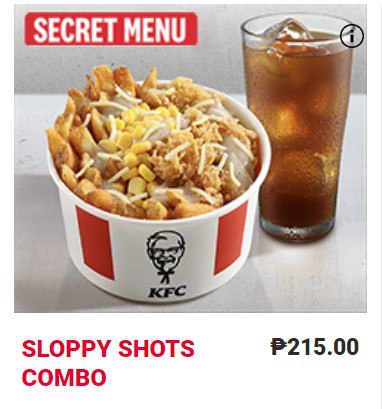 SECRET MENU
i
KFC
SLOPPY SHOTS
COMBO
₱215.00